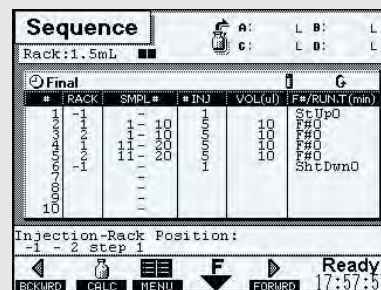 Sequence
A: L B: L
Rack:1.5mL
C: L D: L
Final G
# RACK SMPL# #INJ VOL(ul) F#/RUN.T(min)
1 -1 - 1 StUp0
2 1 1- 10 5 10 F#0
3 2 1- 10 5 10 F#0
4 1 11- 20 5 10 F#0
5 2 11- 20 5 10 F#0
6 -1 - 1 ShtDwn0
7 -
8 -
9 -
10 -
Injection-Rack Position:
-1 - 2 step 1
F Ready
BCKWRD CALC MENU FORWRD 17:57:5